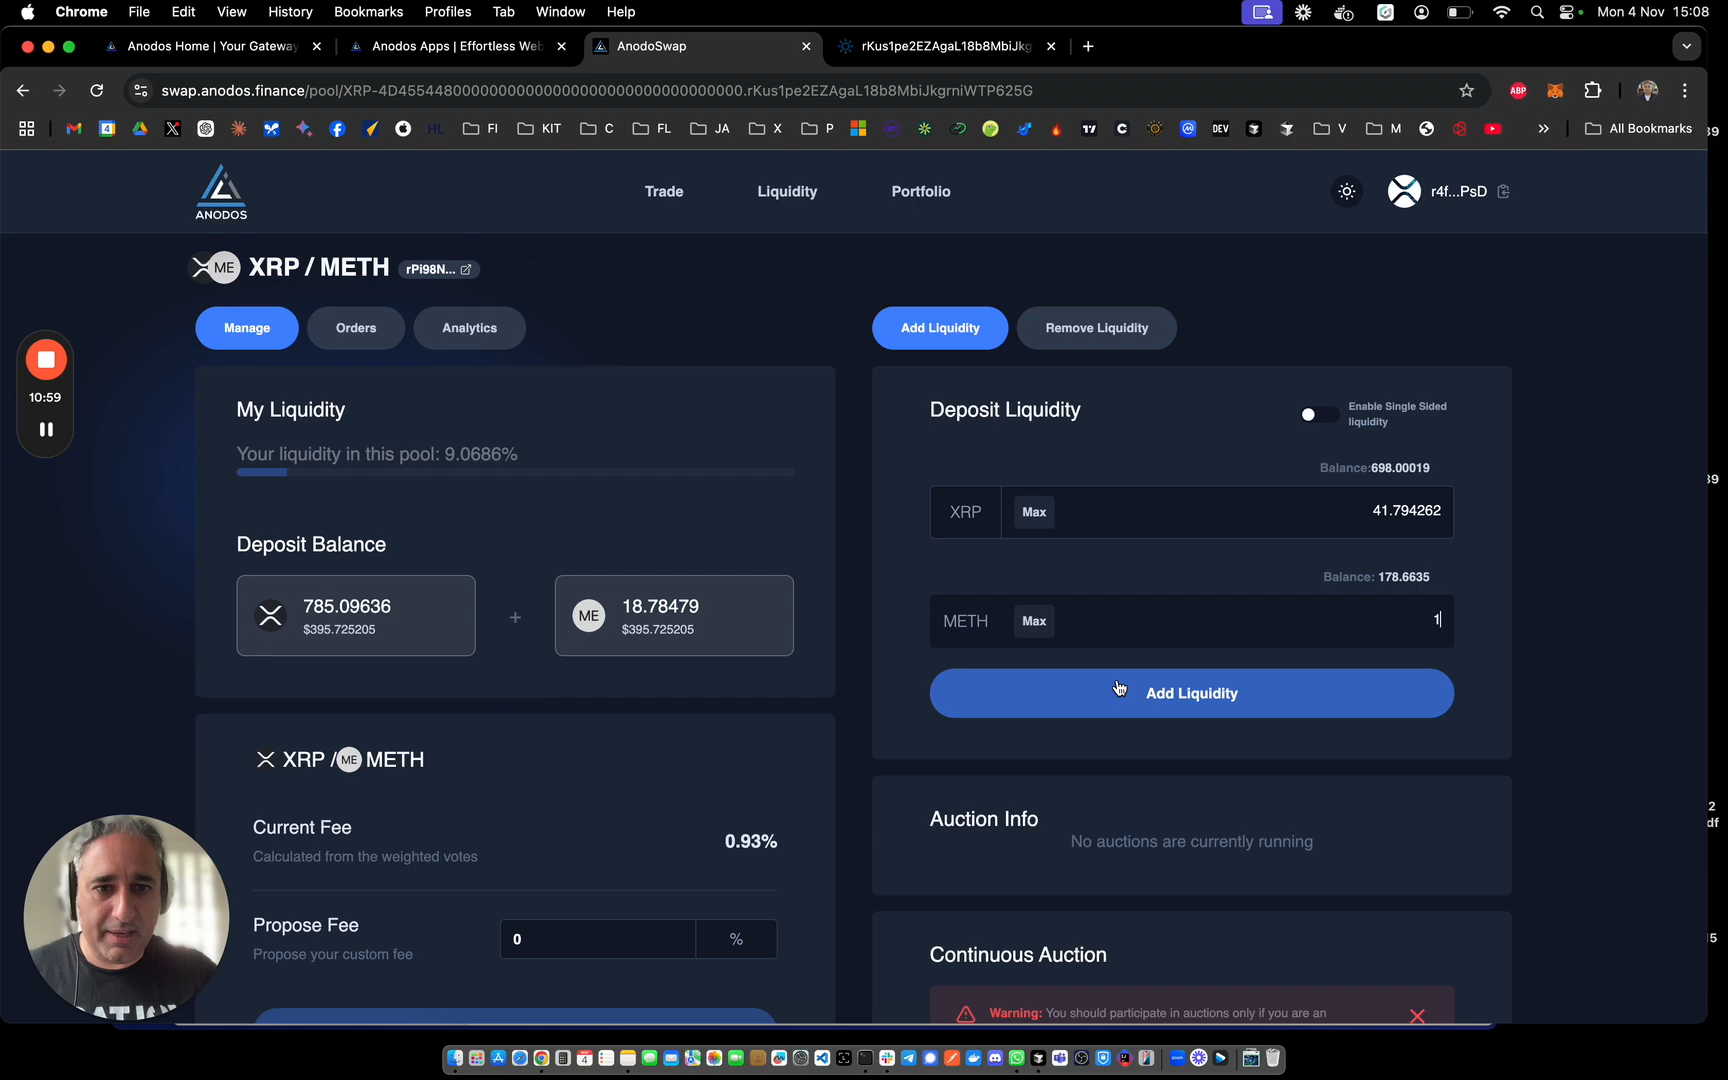 Chrome File Edit View History Bookmarks Profiles Tab Window Help
Mon 4 Nov 15:08
Anodos Home | Your Gateway
Anodos Apps | Effortless Web
AnodoSwap
rKus1pe2EZAgaL18b8MbiJkg
swap.anodos.finance/pool/XRP-4D45544800000000000000000000000000000000.rKus1pe2EZAgaL18b8MbiJkgrniWTP625G
ABP
HL FI KIT C FL JA X P DEV V M
All Bookmarks
ANODOS
Trade
Liquidity
Portfolio
r4f...PsD
ME XRP / METH
rPi98N...
Manage
Orders
Analytics
Add Liquidity
Remove Liquidity
10:59
My Liquidity
Your liquidity in this pool: 9.0686%
Deposit Balance
785.09636
$395.725205
+
ME
18.78479
$395.725205
Deposit Liquidity
Enable Single Sided
liquidity
Balance:698.00019
XRP
Max
41.794262
Balance: 178.6635
METH
Max
1
Add Liquidity
XRP / ME METH
Current Fee
0.93%
Calculated from the weighted votes
Propose Fee
Propose your custom fee
0
%
Auction Info
No auctions are currently running
Continuous Auction
Warning: You should participate in auctions only if you are an